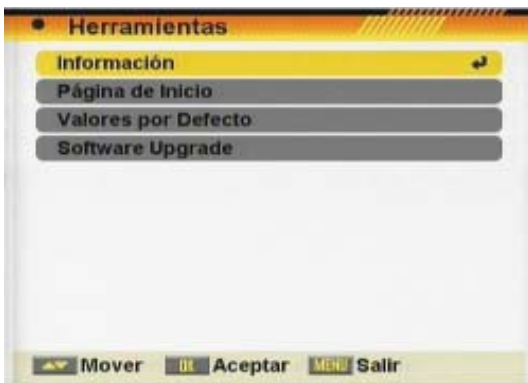 Herramientas
Información
Página de Inicio
Valores por Defecto
Software Upgrade
Mover OK Aceptar MENU Salir